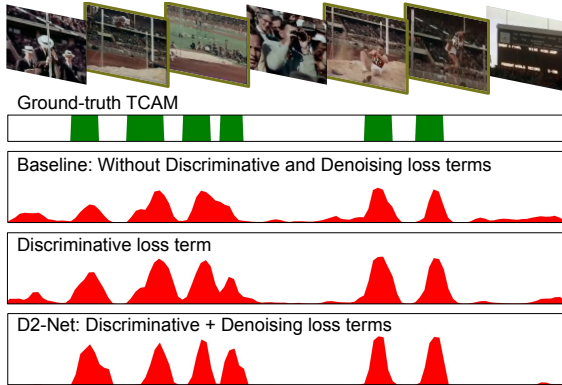 Ground-truth TCAM
Baseline: Without Discriminative and Denoising loss terms
Discriminative loss term
D2-Net: Discriminative + Denoising loss terms